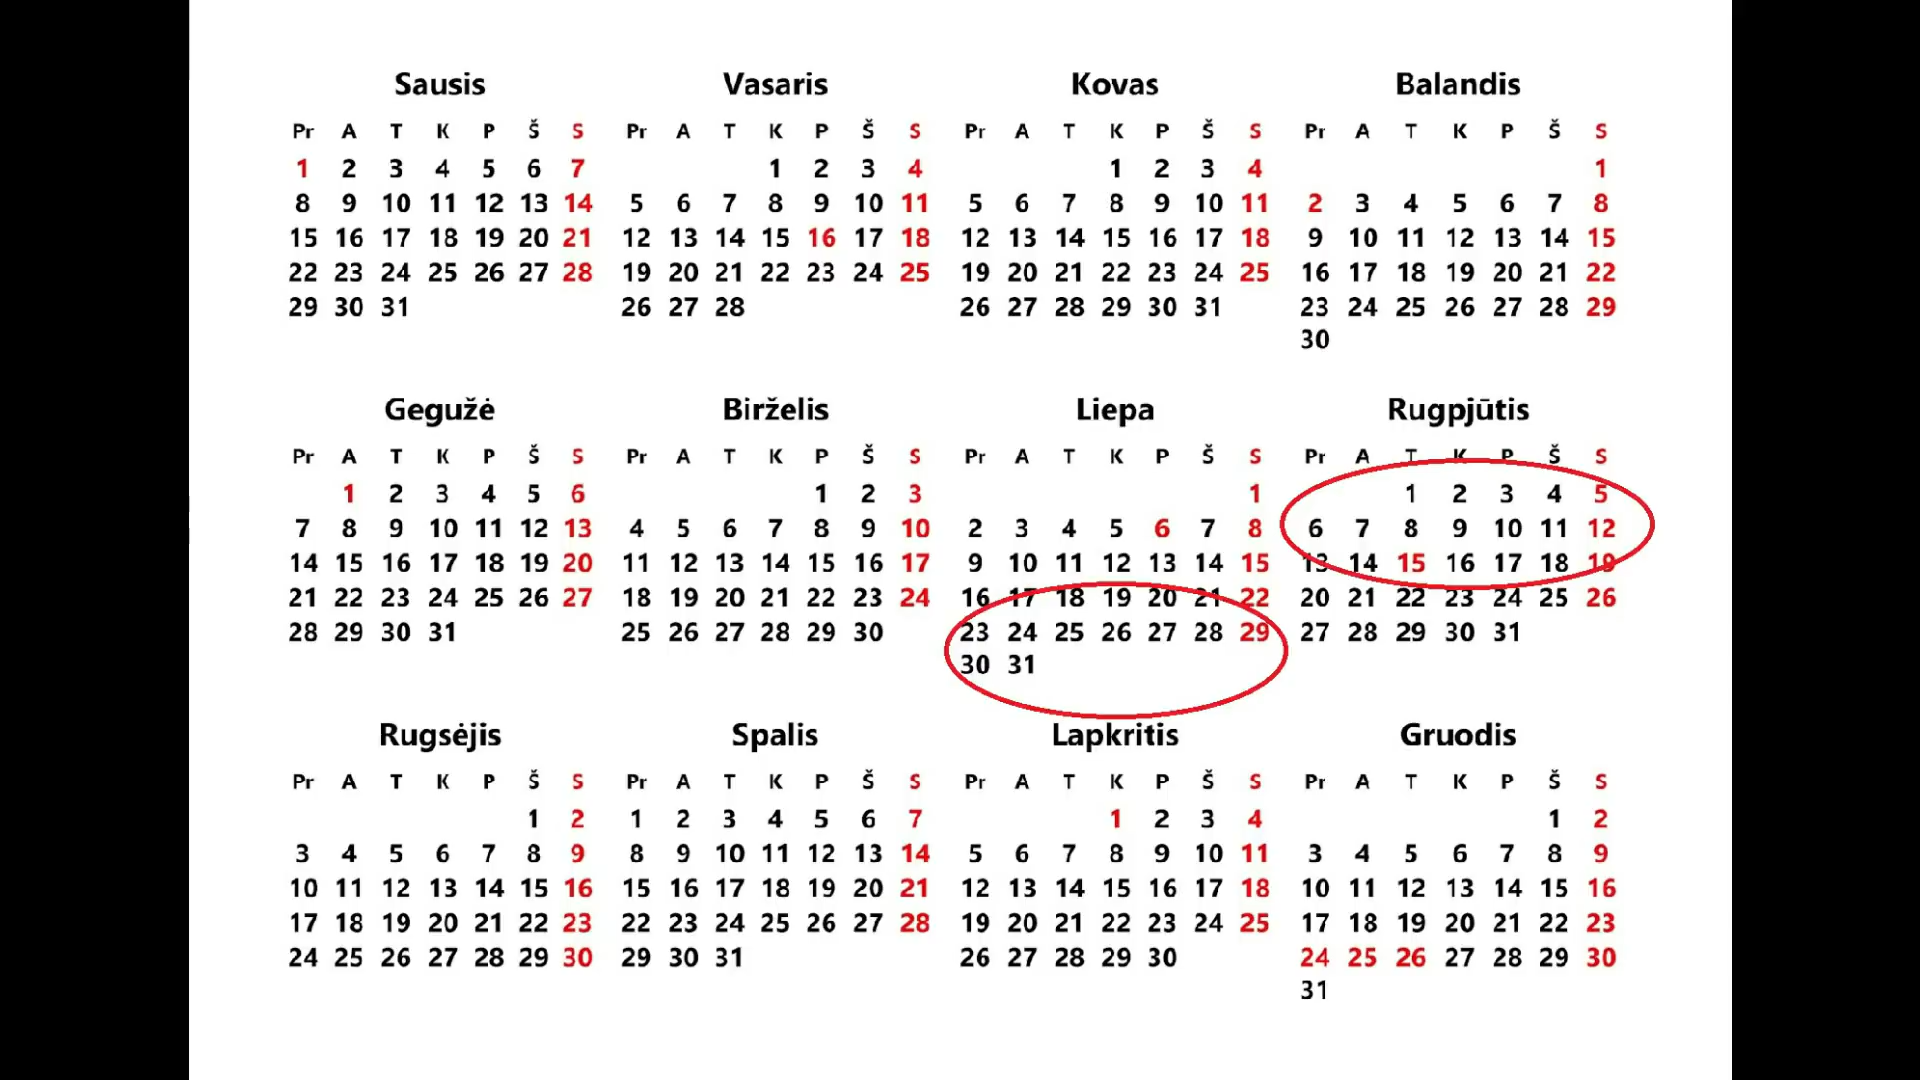 Sausis Vasaris Kovas Balandis
Pr A T K P Š S Pr A T K P Š S Pr A T K P Š S Pr A T K P Š S
1 2 3 4 5 6 7 1 2 3 4 1 2 3 4 1
8 9 10 11 12 13 14 5 6 7 8 9 10 11 5 6 7 8 9 10 11 2 3 4 5 6 7 8
15 16 17 18 19 20 21 12 13 14 15 16 17 18 12 13 14 15 16 17 18 9 10 11 12 13 14 15
22 23 24 25 26 27 28 19 20 21 22 23 24 25 19 20 21 22 23 24 25 16 17 18 19 20 21 22
29 30 31 26 27 28 26 27 28 29 30 31 23 24 25 26 27 28 29
30
Gegužė Birželis Liepa Rugpjūtis
Pr A T K P Š S Pr A T K P Š S Pr A T K P Š S Pr A T K P Š S
1 2 3 4 5 6 1 2 3 1 1 2 3 4 5
7 8 9 10 11 12 13 4 5 6 7 8 9 10 2 3 4 5 6 7 8 6 7 8 9 10 11 12
14 15 16 17 18 19 20 11 12 13 14 15 16 17 9 10 11 12 13 14 15 13 14 15 16 17 18 19
21 22 23 24 25 26 27 18 19 20 21 22 23 24 16 17 18 19 20 21 22 20 21 22 23 24 25 26
28 29 30 31 25 26 27 28 29 30 23 24 25 26 27 28 29 27 28 29 30 31
30 31
Rugsėjis Spalis Lapkritis Gruodis
Pr A T K P Š S Pr A T K P Š S Pr A T K P Š S Pr A T K P Š S
1 2 1 2 3 4 5 6 7 1 2 3 4 1 2
3 4 5 6 7 8 9 8 9 10 11 12 13 14 5 6 7 8 9 10 11 3 4 5 6 7 8 9
10 11 12 13 14 15 16 15 16 17 18 19 20 21 12 13 14 15 16 17 18 10 11 12 13 14 15 16
17 18 19 20 21 22 23 22 23 24 25 26 27 28 19 20 21 22 23 24 25 17 18 19 20 21 22 23
24 25 26 27 28 29 30 29 30 31 26 27 28 29 30 24 25 26 27 28 29 30
31